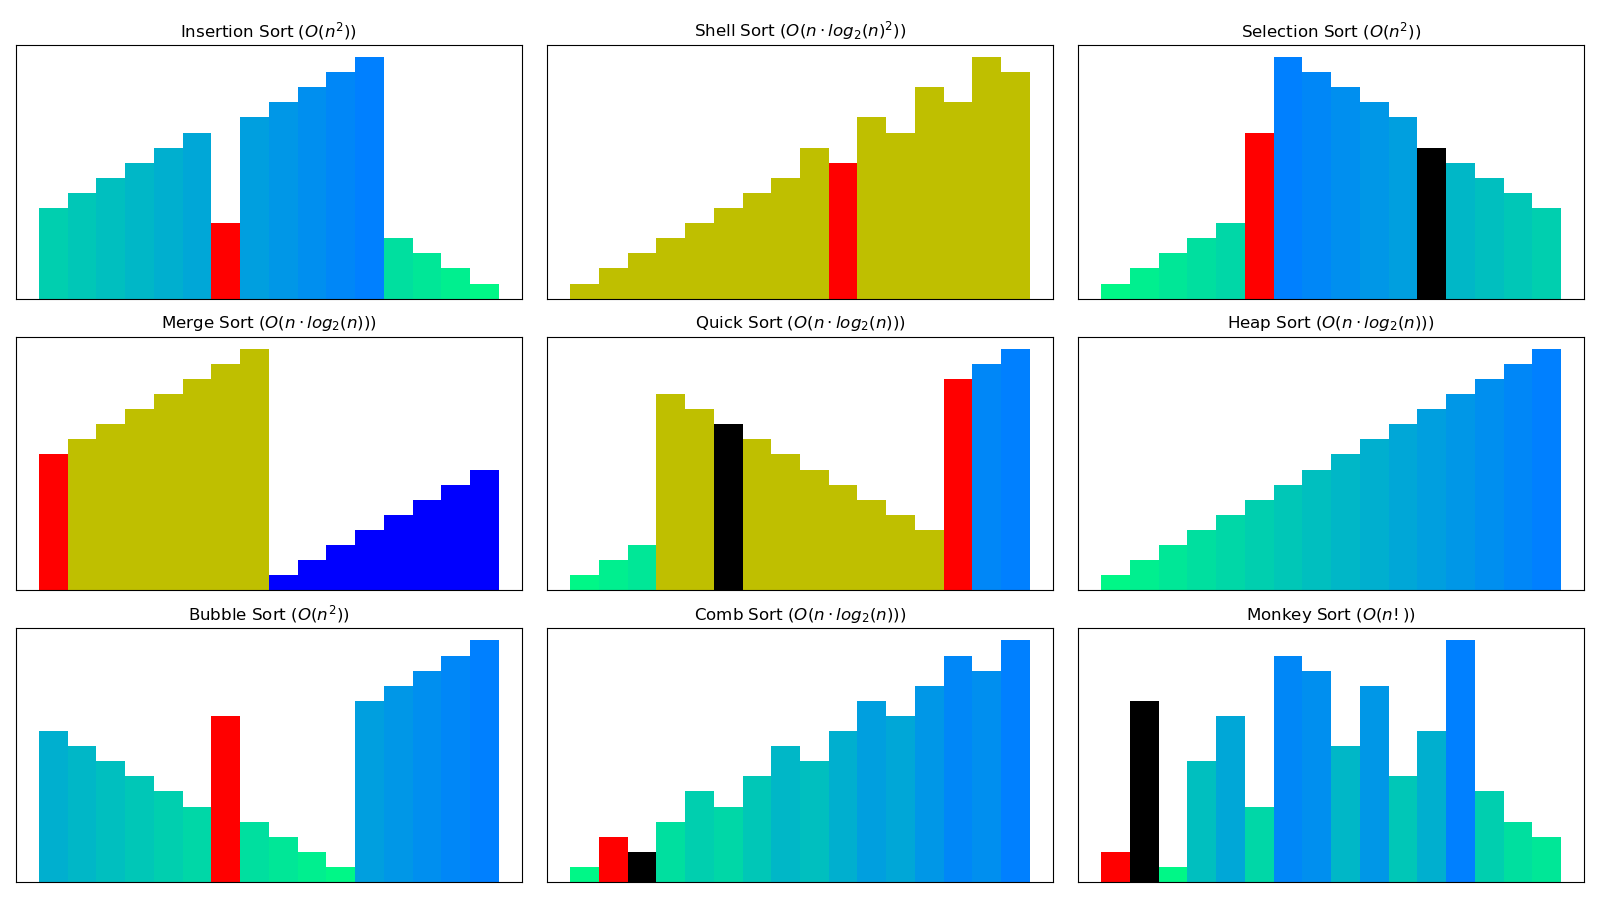 Insertion Sort (O(n²))
Shell Sort (O(n · log₂(n)²))
Selection Sort (O(n²))
Merge Sort (O(n · log₂(n)))
Quick Sort (O(n · log₂(n)))
Heap Sort (O(n · log₂(n)))
Bubble Sort (O(n²))
Comb Sort (O(n · log₂(n)))
Monkey Sort (O(n!))